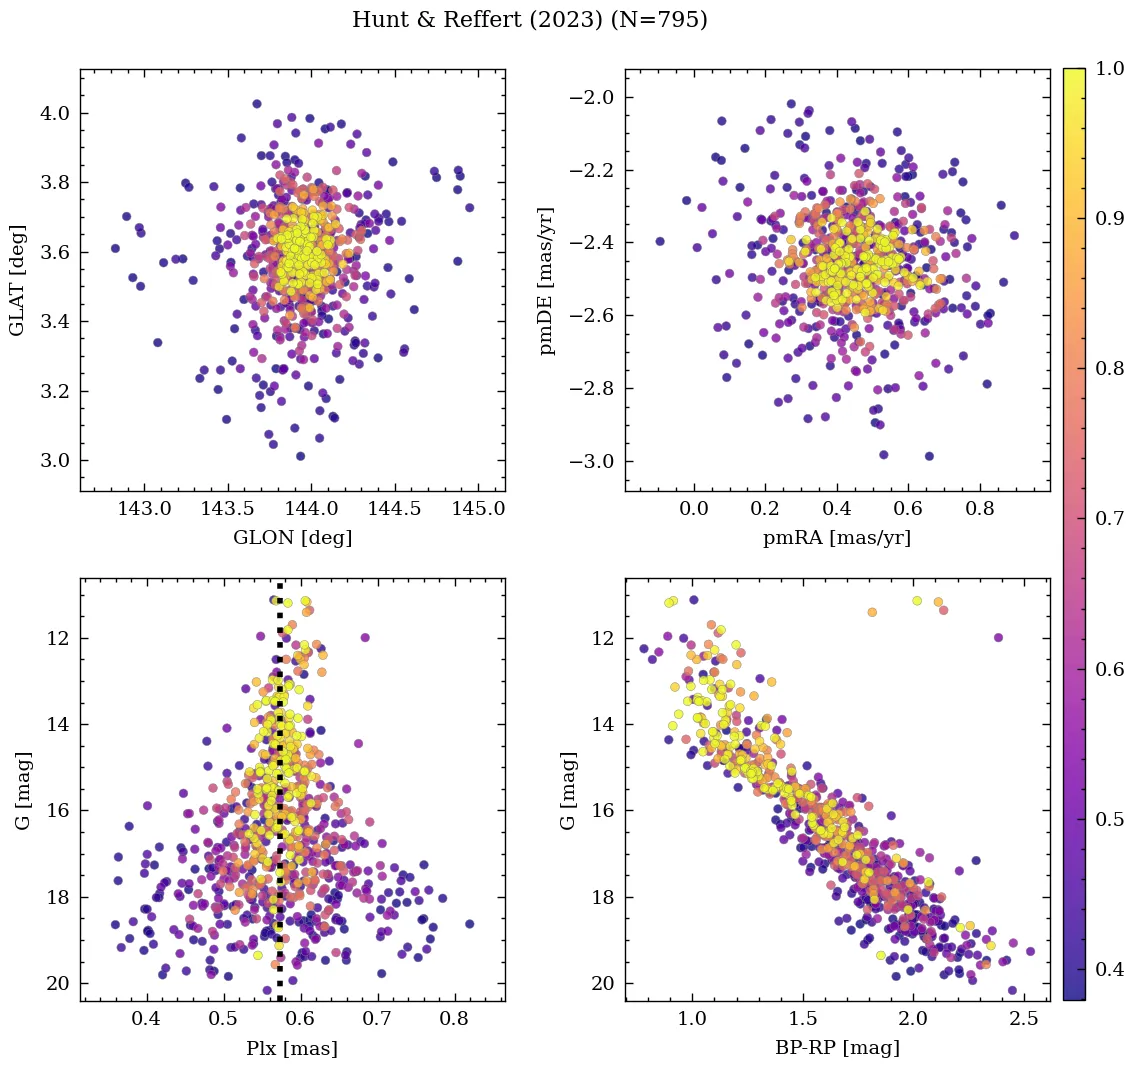 Hunt & Reffert (2023) (N=795)
4.0
3.8
3.6
3.4
3.2
3.0
GLAT [deg]
143.0 143.5 144.0 144.5 145.0
GLON [deg]
−2.0
−2.2
−2.4
−2.6
−2.8
−3.0
pmDE [mas/yr]
0.0 0.2 0.4 0.6 0.8
pmRA [mas/yr]
12
14
16
18
20
G [mag]
0.4 0.5 0.6 0.7 0.8
Plx [mas]
12
14
16
18
20
G [mag]
1.0 1.5 2.0 2.5
BP-RP [mag]
1.0
0.9
0.8
0.7
0.6
0.5
0.4